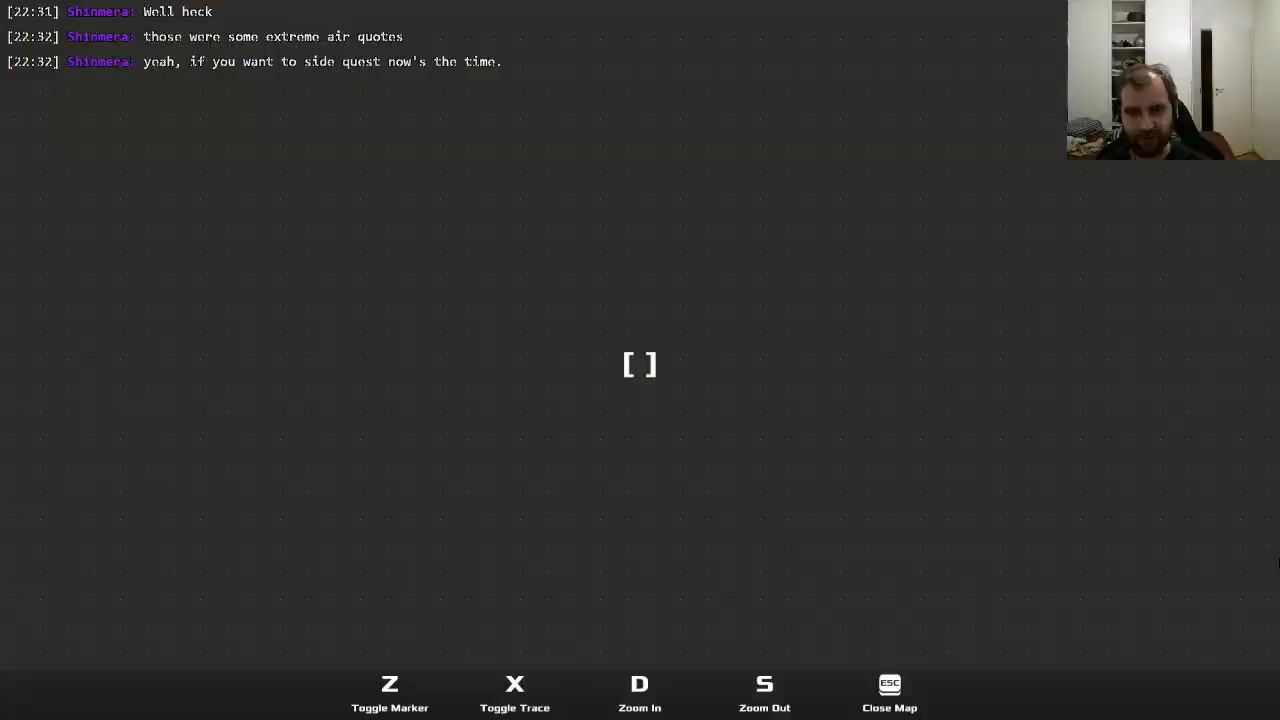 [22:31] Shinmera: Well heck
[22:32] Shinmera: those were some extreme air quotes
[22:32] Shinmera: yeah, if you want to side quest now's the time.
[ ]
Z X D S ESC
Toggle Marker Toggle Trace Zoom In Zoom Out Close Map